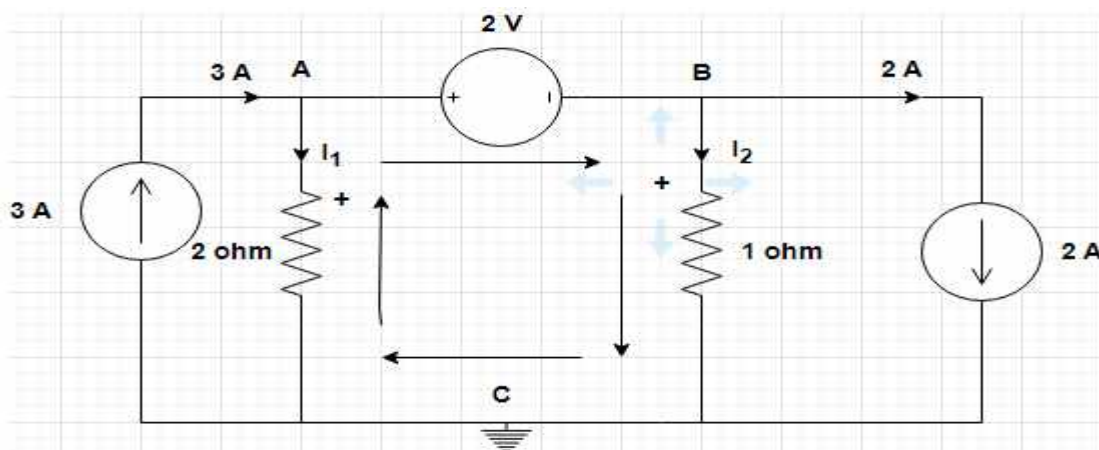 2 V
3 A A B 2 A
+ -
I₁ I₂
+ +
3 A 2 ohm 1 ohm 2 A
C